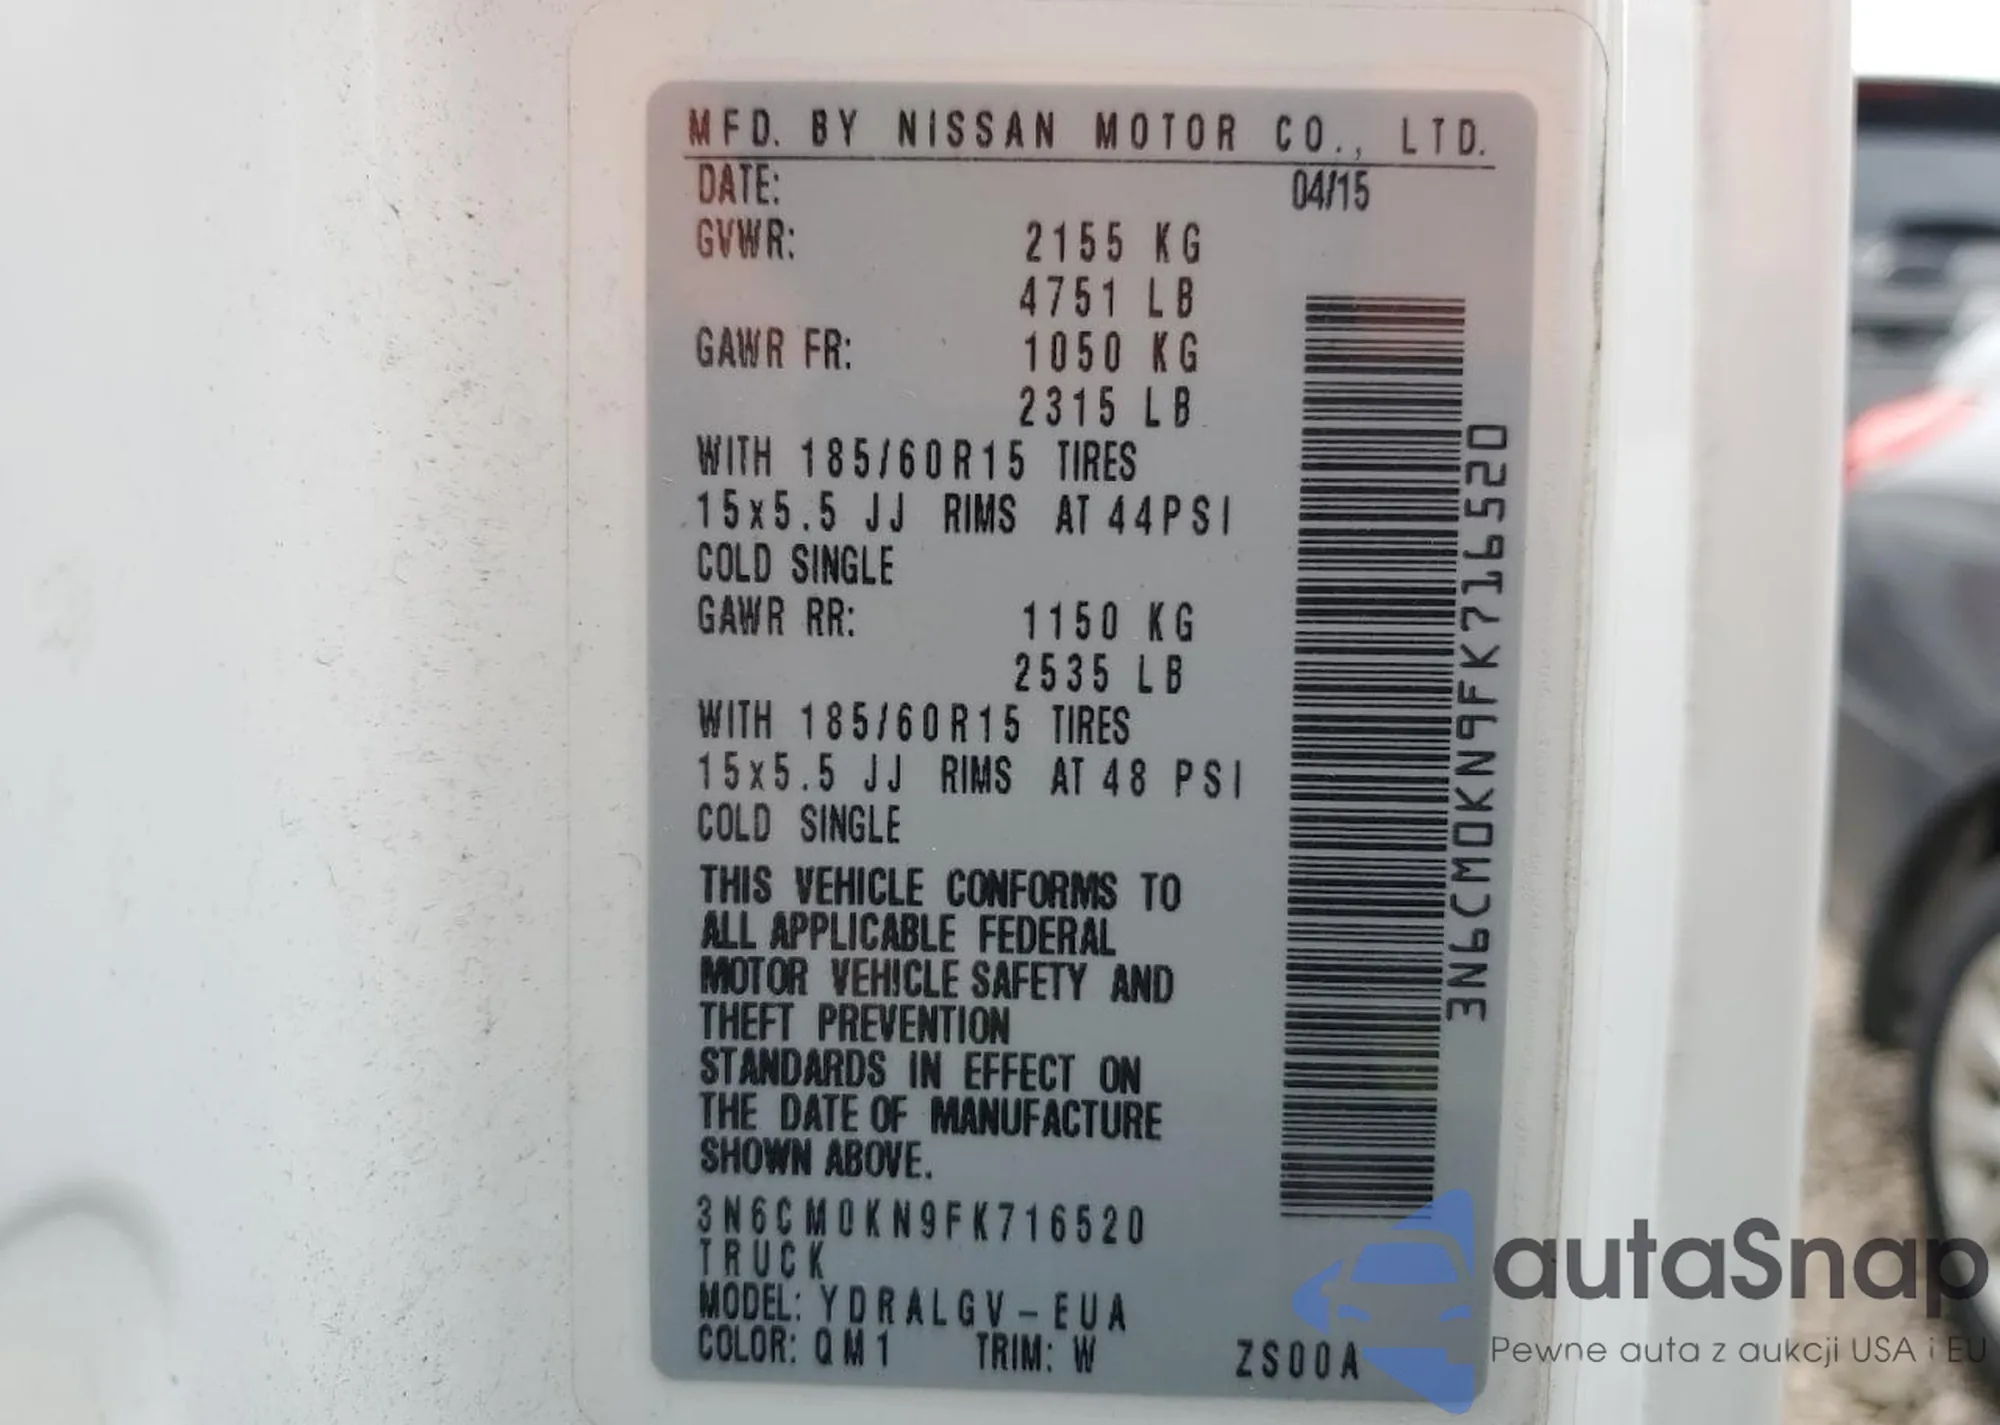 MFD. BY NISSAN MOTOR CO., LTD.
DATE: 04/15
GVWR: 2155 KG
4751 LB
GAWR FR: 1050 KG
2315 LB
WITH 185/60R15 TIRES
15x5.5 JJ RIMS AT 44PSI
COLD SINGLE
GAWR RR: 1150 KG
2535 LB
WITH 185/60R15 TIRES
15x5.5 JJ RIMS AT 48 PSI
COLD SINGLE
THIS VEHICLE CONFORMS TO
ALL APPLICABLE FEDERAL
MOTOR VEHICLE SAFETY AND
THEFT PREVENTION
STANDARDS IN EFFECT ON
THE DATE OF MANUFACTURE
SHOWN ABOVE.
3N6CM0KN9FK716520
TRUCK
MODEL: YDRALGV-EUA
COLOR: QM1 TRIM: W ZS00A
3N6CM0KN9FK716520
autaSnap
Pewne auta z aukcji USA i EU